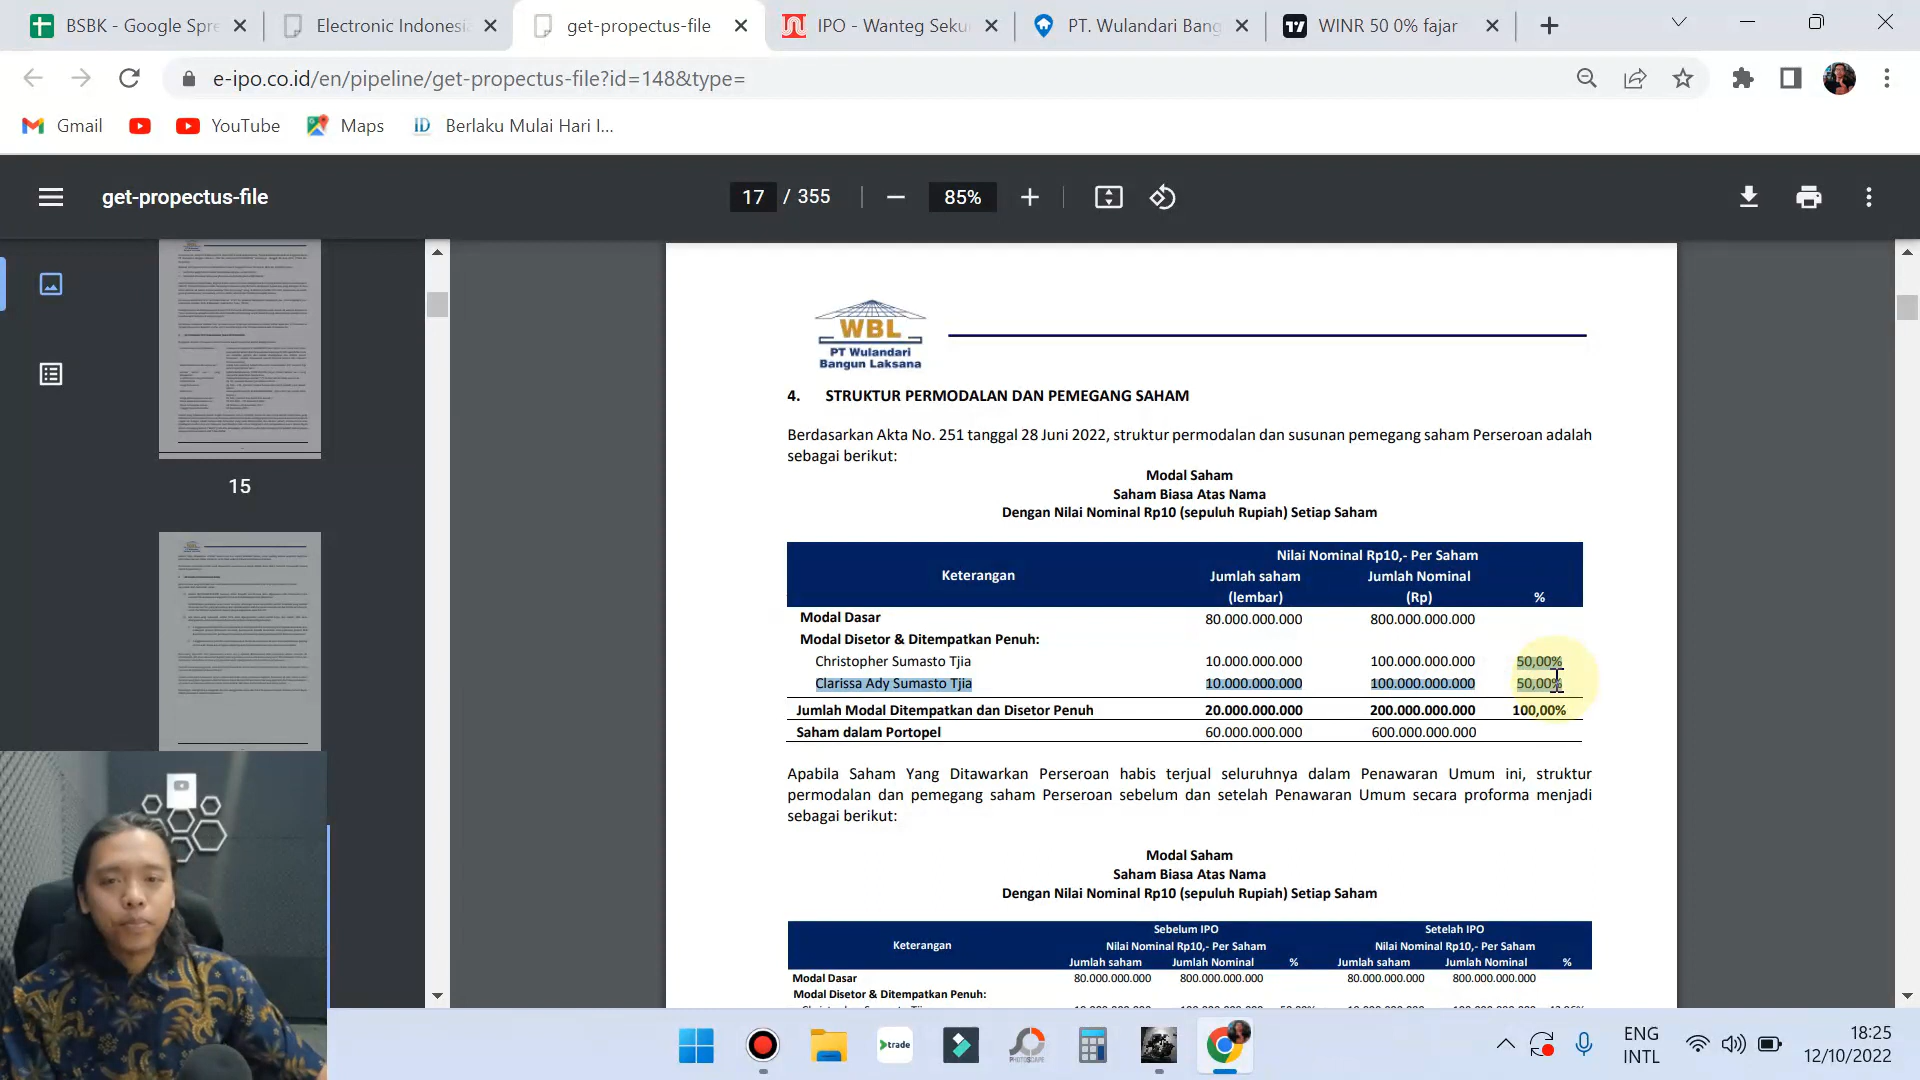 BSBK - Google Spre
Electronic Indonesi
get-propectus-file
IPO - Wanteg Seku
PT. Wulandari Bang
WINR 50 0% fajar
e-ipo.co.id/en/pipeline/get-propectus-file?id=148&type=
Gmail
YouTube
Maps
ID
Berlaku Mulai Hari I...
get-propectus-file
17 / 355
85%
15
WBL
PT Wulandari
Bangun Laksana
4. STRUKTUR PERMODALAN DAN PEMEGANG SAHAM
Berdasarkan Akta No. 251 tanggal 28 Juni 2022, struktur permodalan dan susunan pemegang saham Perseroan adalah
sebagai berikut:
Modal Saham
Saham Biasa Atas Nama
Dengan Nilai Nominal Rp10 (sepuluh Rupiah) Setiap Saham
Nilai Nominal Rp10,- Per Saham
Keterangan Jumlah saham Jumlah Nominal
(lembar) (Rp) %
Modal Dasar 80.000.000.000 800.000.000.000
Modal Disetor & Ditempatkan Penuh:
Christopher Sumasto Tjia 10.000.000.000 100.000.000.000 50,00%
Clarissa Ady Sumasto Tjia 10.000.000.000 100.000.000.000 50,00%
Jumlah Modal Ditempatkan dan Disetor Penuh 20.000.000.000 200.000.000.000 100,00%
Saham dalam Portopel 60.000.000.000 600.000.000.000
Apabila Saham Yang Ditawarkan Perseroan habis terjual seluruhnya dalam Penawaran Umum ini, struktur
permodalan dan pemegang saham Perseroan sebelum dan setelah Penawaran Umum secara proforma menjadi
sebagai berikut:
Modal Saham
Saham Biasa Atas Nama
Dengan Nilai Nominal Rp10 (sepuluh Rupiah) Setiap Saham
Sebelum IPO Setelah IPO
Keterangan Nilai Nominal Rp10,- Per Saham Nilai Nominal Rp10,- Per Saham
Jumlah saham Jumlah Nominal % Jumlah saham Jumlah Nominal %
Modal Dasar 80.000.000.000 800.000.000.000 80.000.000.000 800.000.000.000
Modal Disetor & Ditempatkan Penuh:
trade
PHOTOSCAPE
ENG
INTL
18:25
12/10/2022